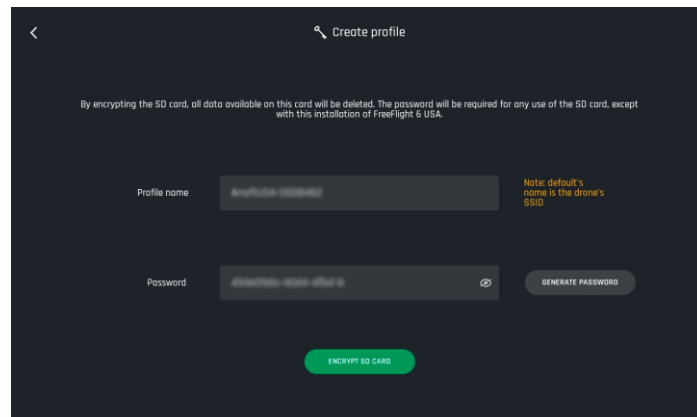 Create profile
By encrypting the SD card, all data available on this card will be deleted. The password will be required for any use of the SD card, except
with this installation of FreeFlight 6 USA.
Profile name
Note: default's
name is the drone's
SSID
Password
GENERATE PASSWORD
ENCRYPT SD CARD